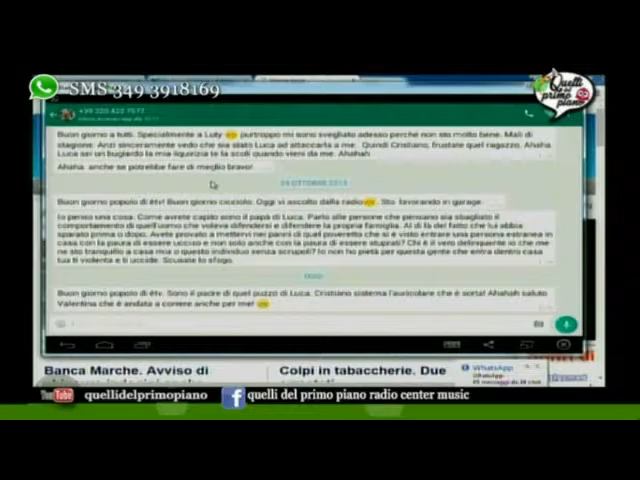 SMS 349 3918169
Quelli del primo piano
Buon giorno a tutti. Specialmente a Luty purtroppo mi sono svegliato adesso perché non sto molto bene. Mali di
stagione. Anzi sinceramente vedo che sia stato Luca ad attaccarla a me. Quindi Cristiano, frustate quel ragazzo. Ahaha.
Luca sei un bugiardo la mia liquorizia te la scoli quando vieni da me. Ahahah
Ahaha. anche se potrebbe fare di meglio bravo!
OTTOBRE
Buon giorno popolo di étv! Buon giorno cicciolo. Oggi vi ascolto dalla radio. Sto lavorando in garage.
Io penso una cosa. Come avrete capito sono il papà di Luca. Parlo alle persone che pensano sia sbagliato il
comportamento di quell'uomo che voleva difendersi e difendere la propria famiglia. Al di là del fatto che lui abbia
sparato prima o dopo. Avete provato a mettervi nei panni di quel poveretto che si è visto entrare una persona estranea in
casa con la paura di essere ucciso e non solo anche con la paura di essere stuprati? Chi è il vero delinquente io che me
ne sto tranquillo a casa mia o questo individuo senza scrupoli? Io non ho pietà per questa gente che entra dentro casa
tua ti violenta e ti uccide. Scusate lo sfogo.
OGGI
Buon giorno popolo di étv. Sono il padre di quel puzzo di Luca. Cristiano sistema l'auricolare che è sorta! Ahahah saluto
Valentina che è andata a correre anche per me!
Banca Marche. Avviso di
Colpi in tabaccherie. Due
WhatsApp
WhatsApp
You Tube quellidelprimopiano
quelli del primo piano radio center music